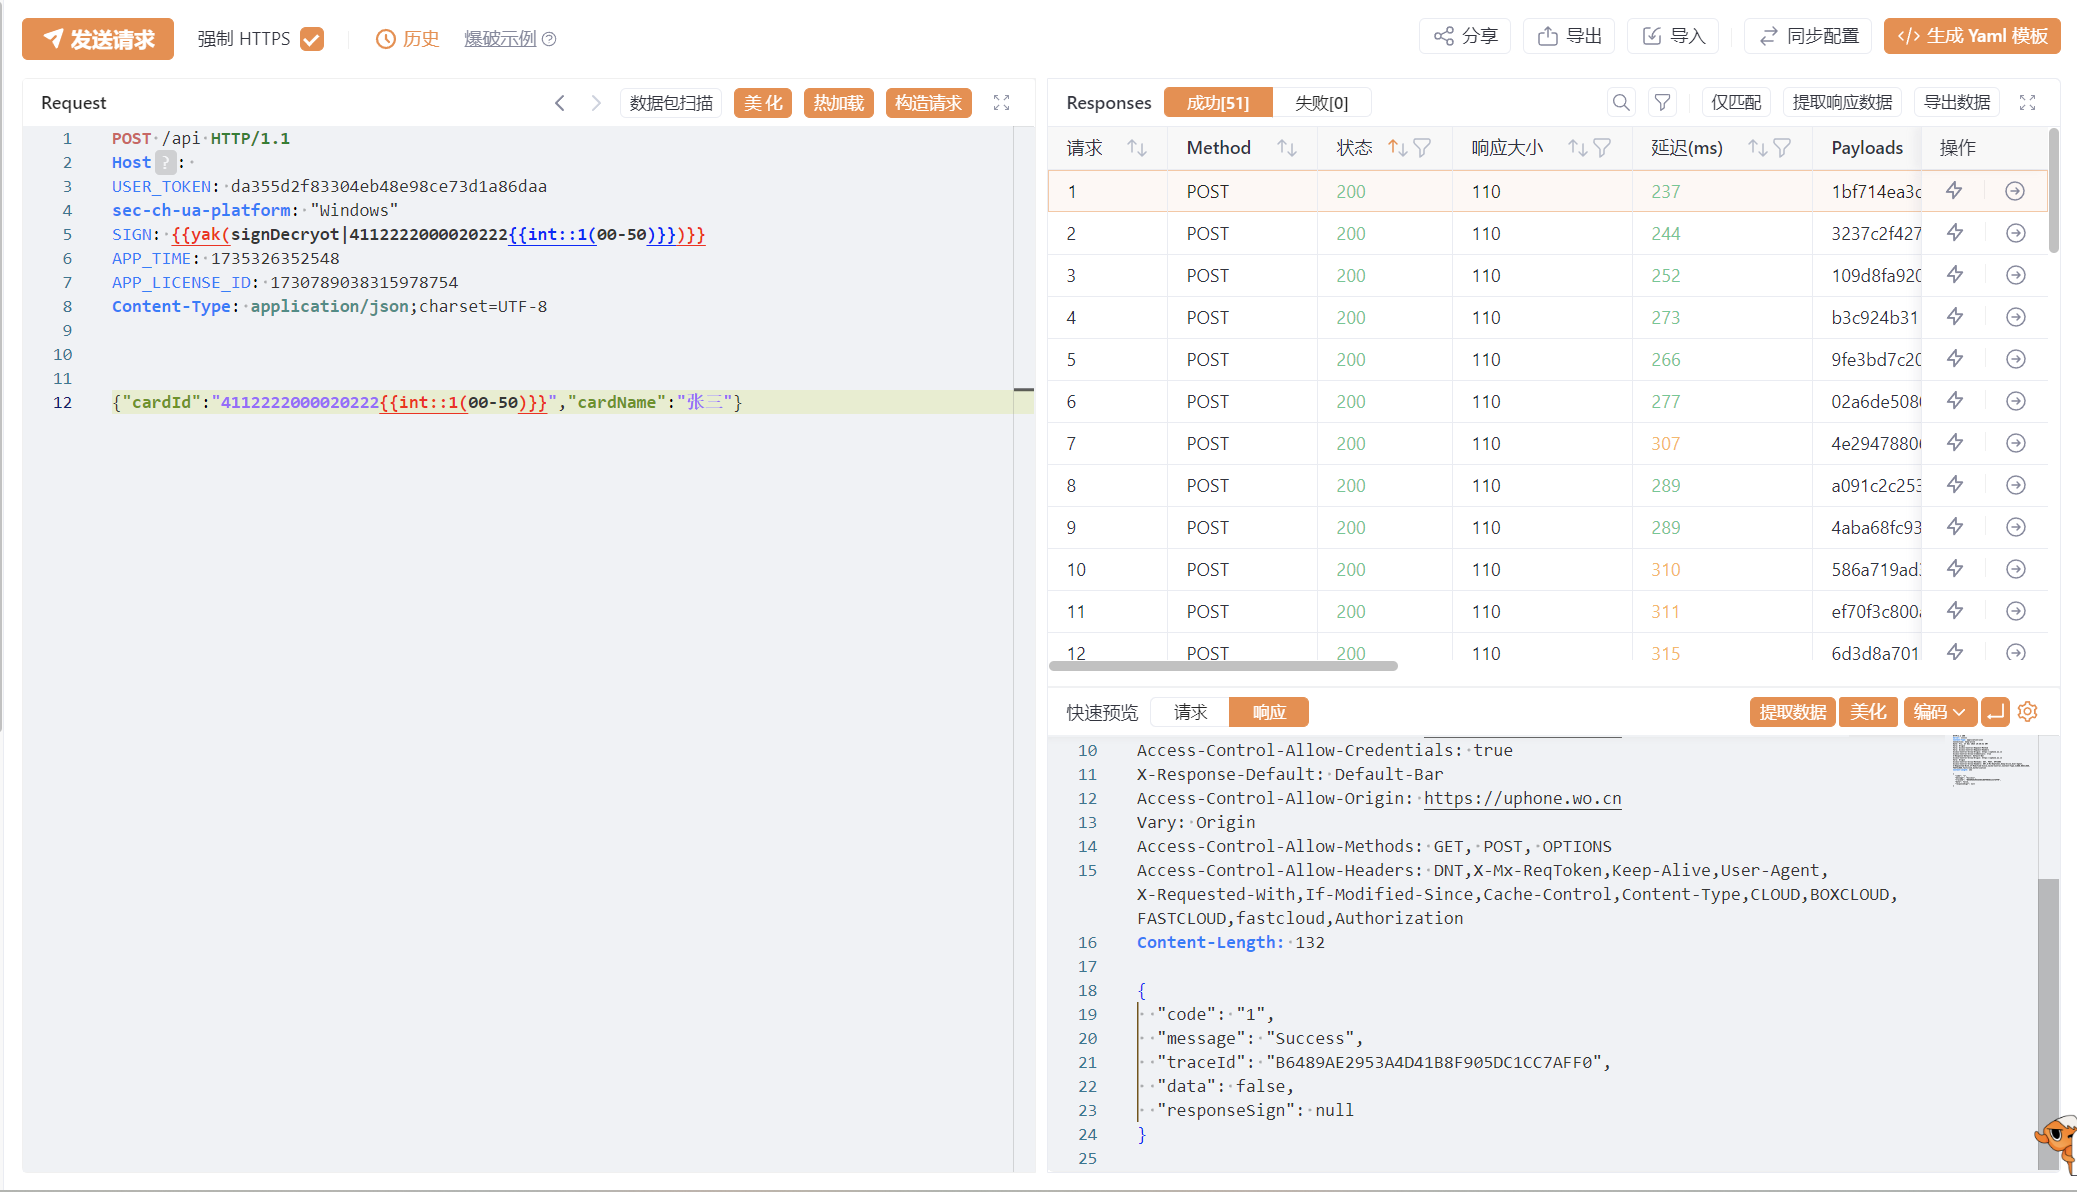 发送请求 强制 HTTPS 历史 爆破示例 分享 导出 导入 同步配置 </> 生成 Yaml 模板
Request 数据包扫描 美化 热加载 构造请求
1 POST /api HTTP/1.1
2 Host ? :
3 USER_TOKEN: da355d2f83304eb48e98ce73d1a86daa
4 sec-ch-ua-platform: "Windows"
5 SIGN: {{yak(signDecryot|4112222000020222{{int::1(00-50)}})}}
6 APP_TIME: 1735326352548
7 APP_LICENSE_ID: 1730789038315978754
8 Content-Type: application/json;charset=UTF-8
9
10
11
12 {"cardId":"4112222000020222{{int::1(00-50)}}","cardName":"张三"}
Responses 成功[51] 失败[0] 仅匹配 提取响应数据 导出数据
请求 Method 状态 响应大小 延迟(ms) Payloads 操作
1 POST 200 110 237 1bf714ea3c
2 POST 200 110 244 3237c2f427
3 POST 200 110 252 109d8fa920
4 POST 200 110 273 b3c924b31
5 POST 200 110 266 9fe3bd7c20
6 POST 200 110 277 02a6de508
7 POST 200 110 307 4e2947880
8 POST 200 110 289 a091c2c253
9 POST 200 110 289 4aba68fc93
10 POST 200 110 310 586a719ad
11 POST 200 110 311 ef70f3c800
12 POST 200 110 315 6d3d8a701
快速预览 请求 响应 提取数据 美化 编码
10 Access-Control-Allow-Credentials: true
11 X-Response-Default: Default-Bar
12 Access-Control-Allow-Origin: https://uphone.wo.cn
13 Vary: Origin
14 Access-Control-Allow-Methods: GET, POST, OPTIONS
15 Access-Control-Allow-Headers: DNT,X-Mx-ReqToken,Keep-Alive,User-Agent,
X-Requested-With,If-Modified-Since,Cache-Control,Content-Type,CLOUD,BOXCLOUD,
FASTCLOUD,fastcloud,Authorization
16 Content-Length: 132
17
18 {
19 "code": "1",
20 "message": "Success",
21 "traceId": "B6489AE2953A4D41B8F905DC1CC7AFF0",
22 "data": false,
23 "responseSign": null
24 }
25